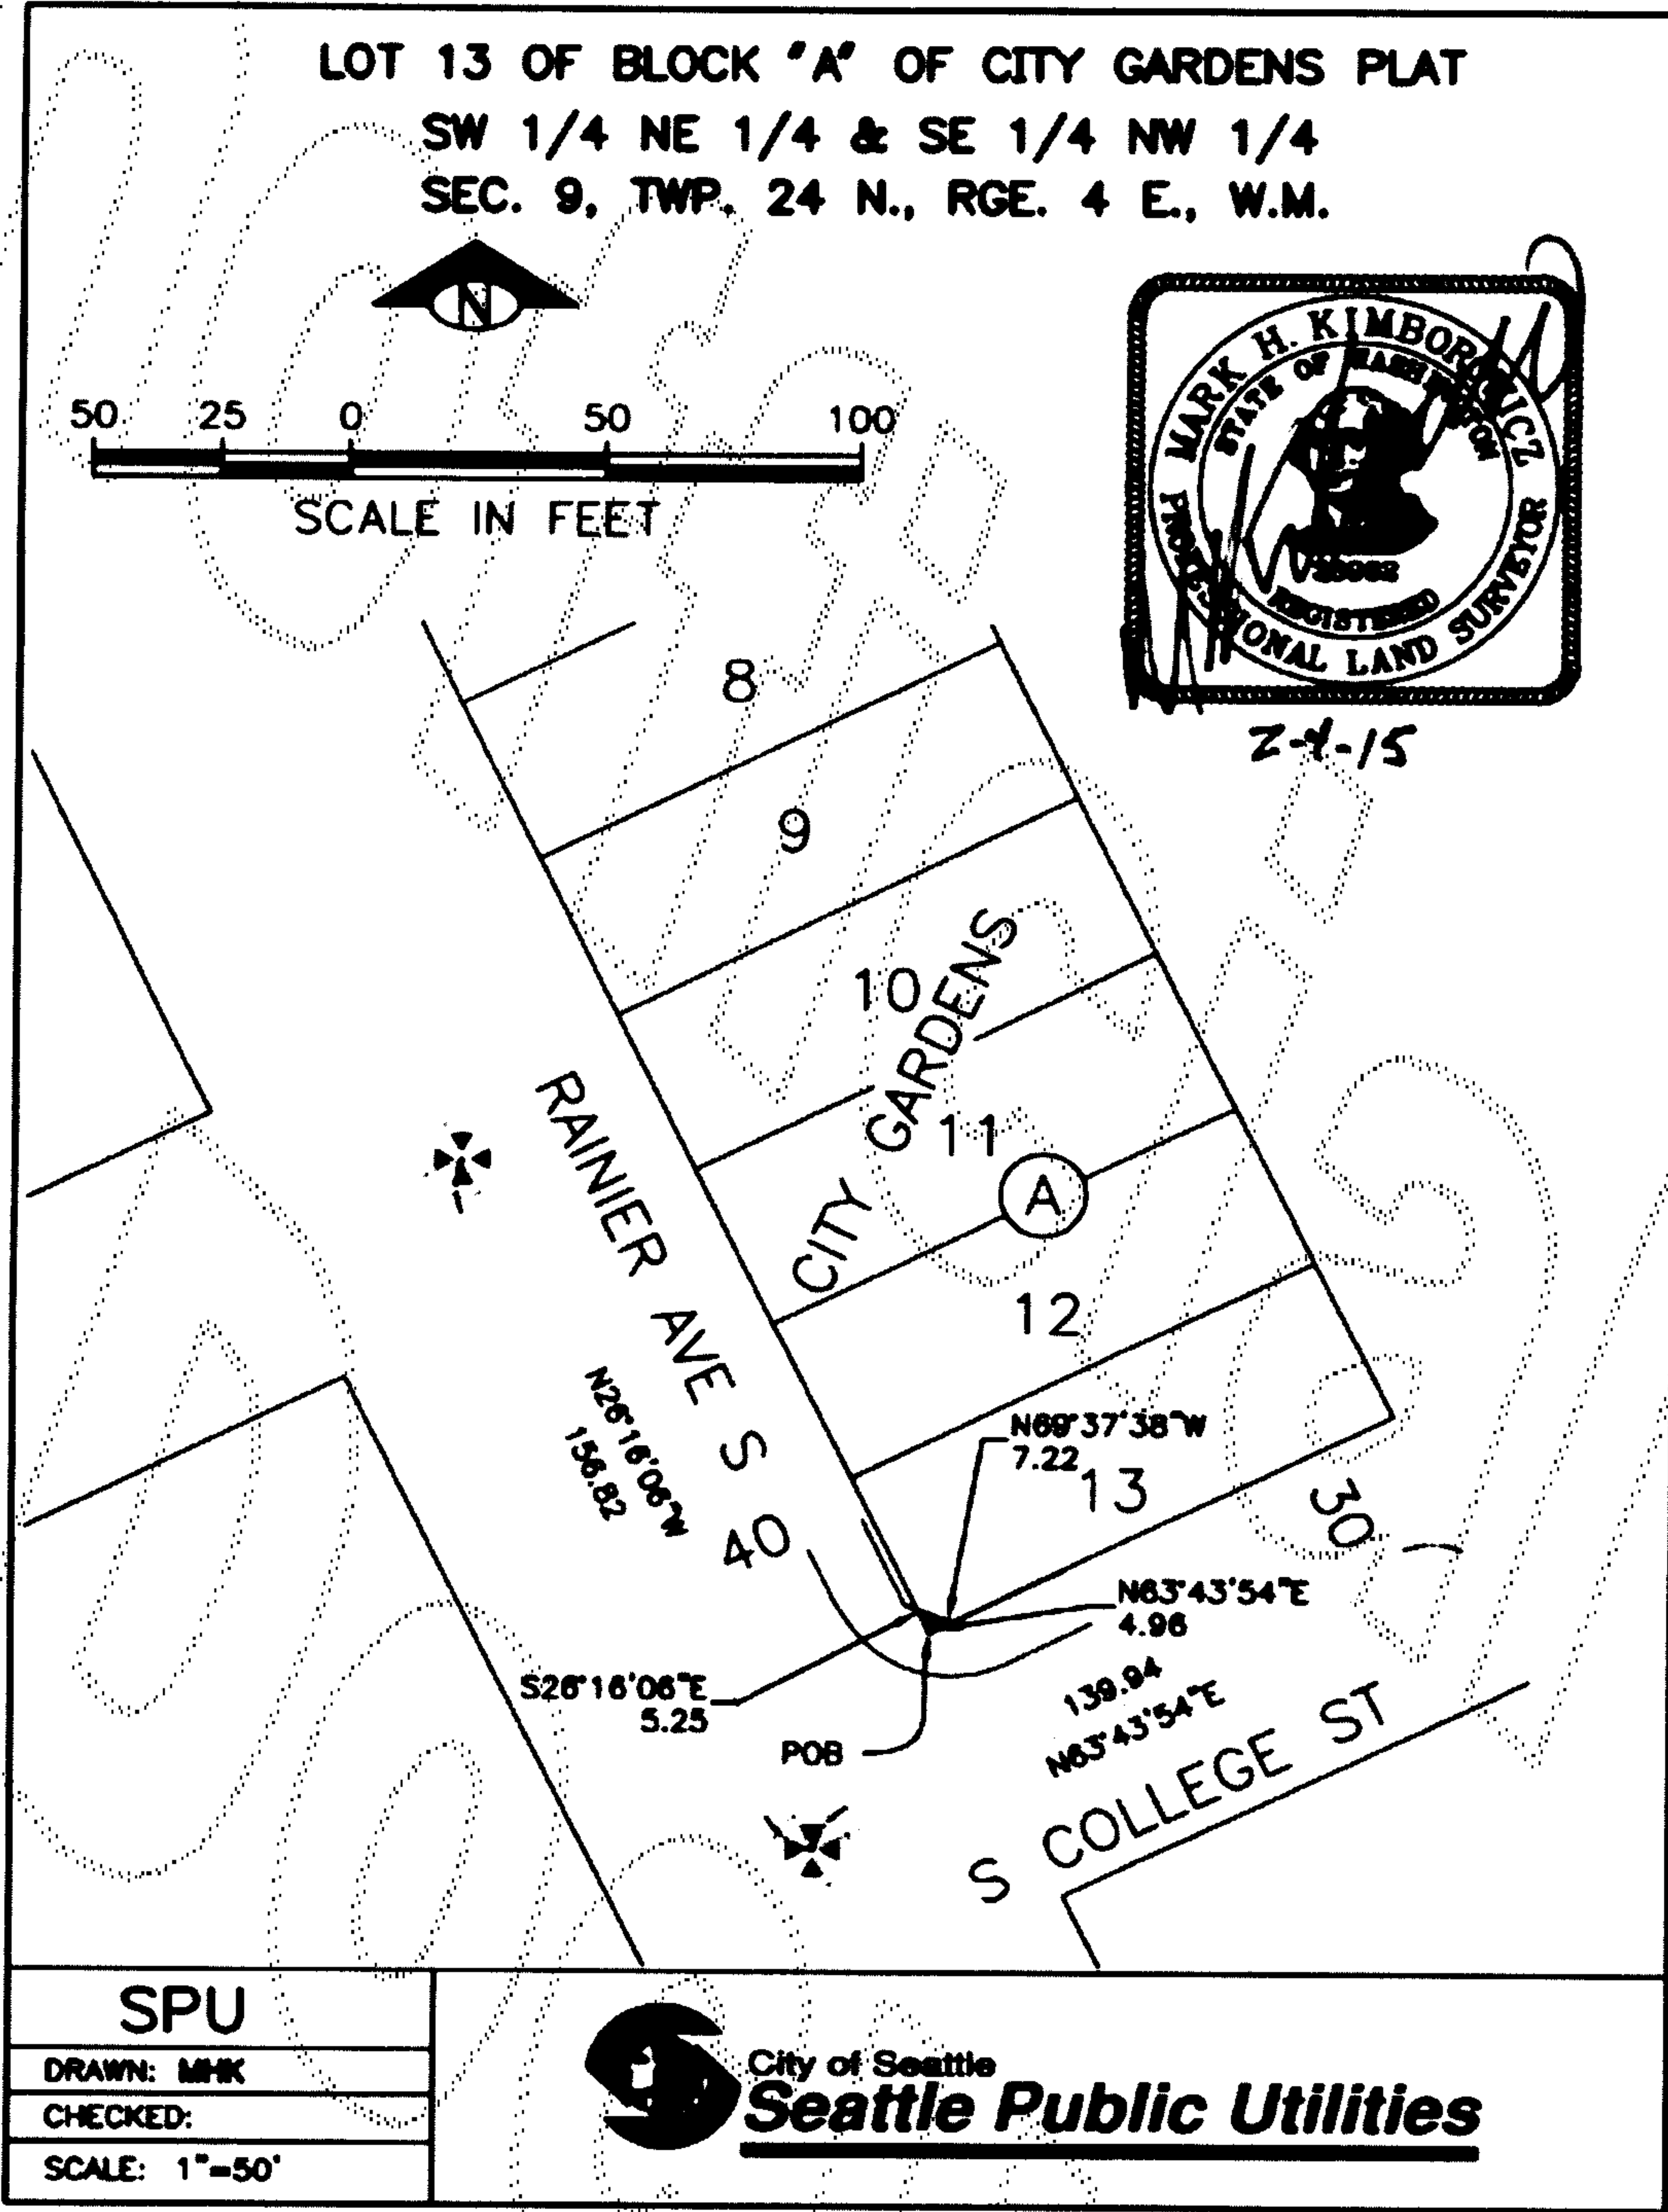 LOT 13 OF BLOCK "A" OF CITY GARDENS PLAT
SW 1/4 NE 1/4 & SE 1/4 NW 1/4
SEC. 9, TWP. 24 N., RGE. 4 E., W.M.
N
50 25 0 50 100
SCALE IN FEET
MARK H. KIMBOROWICZ
STATE OF WASHINGTON
REGISTERED
PROFESSIONAL LAND SURVEYOR
2-4-15
8
9
10
CITY GARDENS
11
A
12
RAINIER AVE S
N26°16'06"W
156.82
N69°37'38"W
7.22
13
30
40
N63°43'54"E
4.96
S26°16'06"E
5.25
139.94
N63°43'54"E
POB
S COLLEGE ST
SPU
DRAWN: MHK
CHECKED:
SCALE: 1"=50'
City of Seattle
Seattle Public Utilities